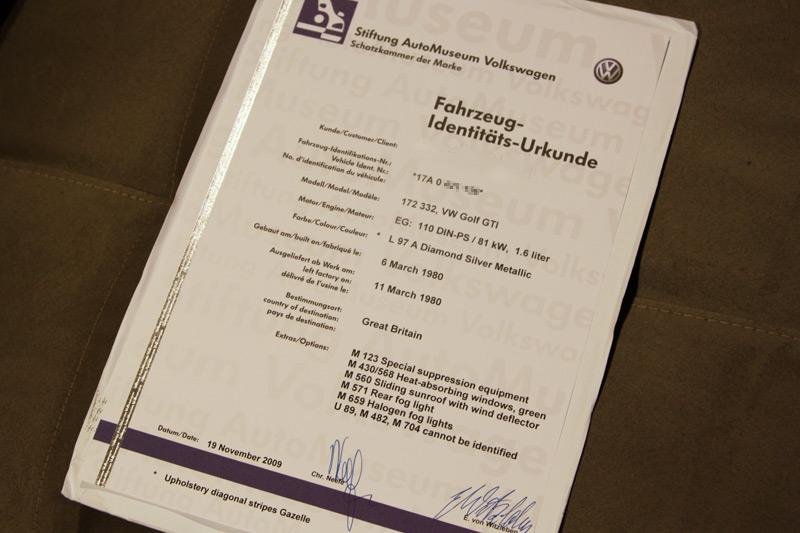 Stiftung AutoMuseum Volkswagen
Schatzkammer der Marke
Fahrzeug-
Identitäts-Urkunde
Kunde/Customer/Client:
Fahrzeug-Identifikations-Nr.:
Vehicle Ident. Nr.:
No. d'identification du véhicule:
*17A 0
Modell/Model/Modèle:
172 332, VW Golf GTI
Motor/Engine/Moteur:
EG: 110 DIN-PS / 81 kW, 1.6 liter
Farbe/Colour/Couleur:
* L 97 A Diamond Silver Metallic
Gebaut am/built on/fabriqué le:
6 March 1980
Ausgeliefert ab Werk am:
left factory on:
délivré de l'usine le:
11 March 1980
Bestimmungsort:
country of destination:
pays de destination:
Great Britain
Extras/Options:
M 123 Special suppression equipment
M 430/568 Heat-absorbing windows, green
M 560 Sliding sunroof with wind deflector
M 571 Rear fog light
M 659 Halogen fog lights
U 89, M 482, M 704 cannot be identified
Datum/Date: 19 November 2009
Chr. Neefe
E. von Witzleben
* Upholstery diagonal stripes Gazelle